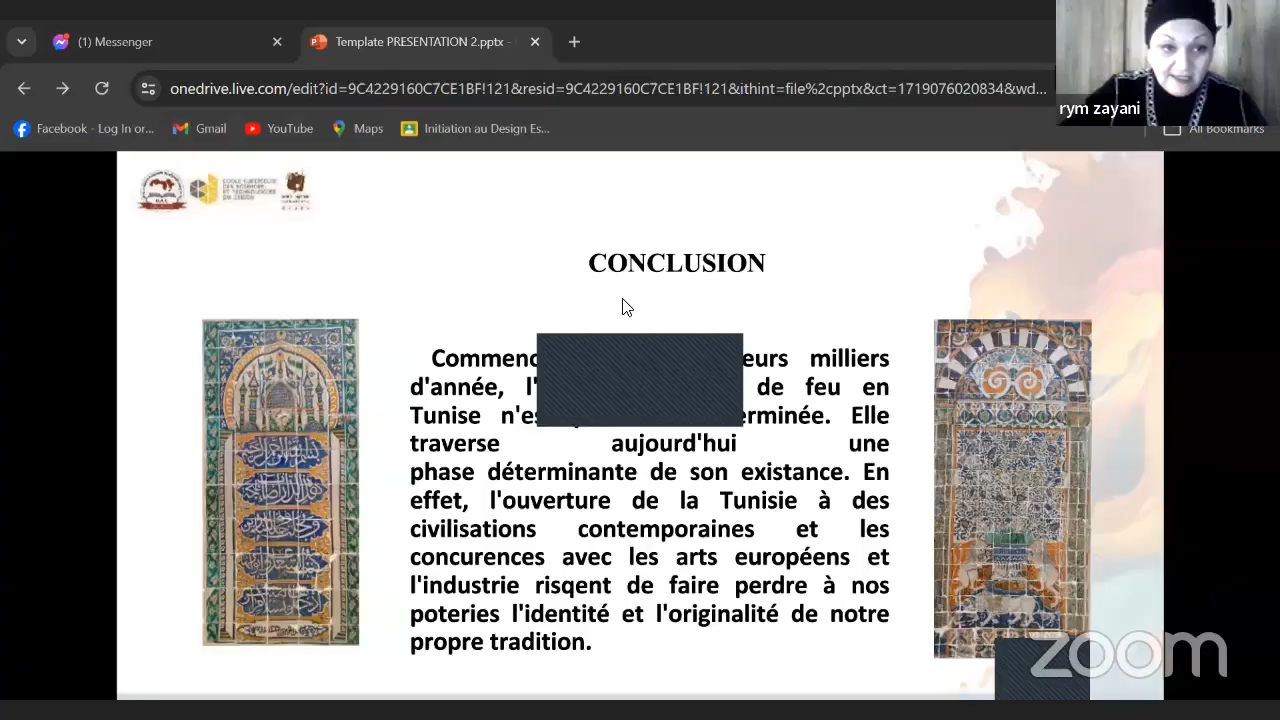 (1) Messenger
Template PRESENTATION 2.pptx -
onedrive.live.com/edit?id=9C4229160C7CE1BF!121&resid=9C4229160C7CE1BF!121&ithint=file%2cpptx&ct=1719076020834&wd...
rym zayani
Facebook - Log In or...
Gmail
YouTube
Maps
Initiation au Design Es...
All Bookmarks
CONCLUSION
eurs milliers
d'année, l' de feu en
Tunise erminée. Elle
traverse aujourd'hui une
phase déterminante de son existance. En
effet, l'ouverture de la Tunisie à des
civilisations contemporaines et les
concurences avec les arts européens et
l'industrie risqent de faire perdre à nos
poteries l'identité et l'originalité de notre
propre tradition.
zoom